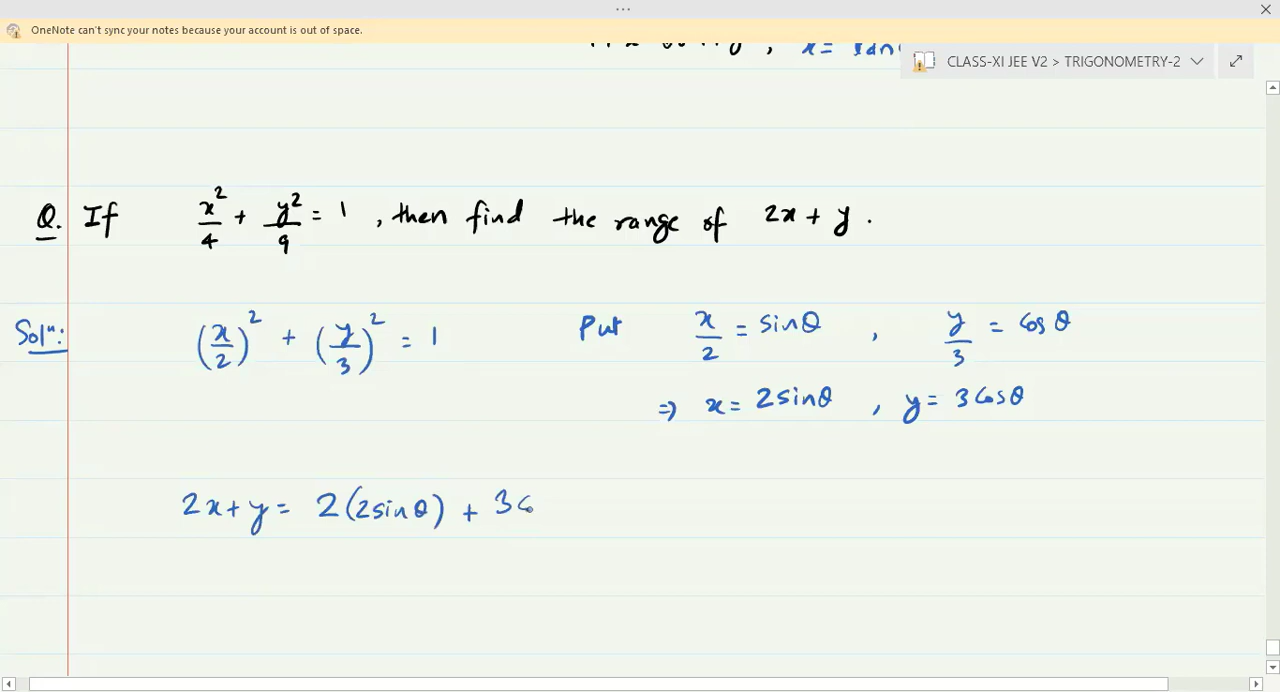 ...
OneNote can't sync your notes because your account is out of space.
CLASS-XI JEE V2 > TRIGONOMETRY-2
Q. If x²/4 + y²/9 = 1 , then find the range of 2x + y .
Solⁿ: (x/2)² + (y/3)² = 1 Put x/2 = sinθ , y/3 = Cosθ
⇒ x = 2sinθ , y = 3Cosθ
2x + y = 2(2sinθ) + 3C